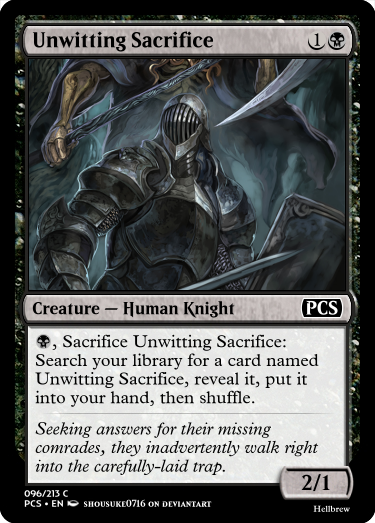 Unwitting Sacrifice 1
Creature — Human Knight PCS
, Sacrifice Unwitting Sacrifice:
Search your library for a card named
Unwitting Sacrifice, reveal it, put it
into your hand, then shuffle.
Seeking answers for their missing
comrades, they inadvertently walk right
into the carefully-laid trap.
2/1
096/213 C
PCS • EN SHOUSUKE0716 ON DEVIANTART
Hellbrew